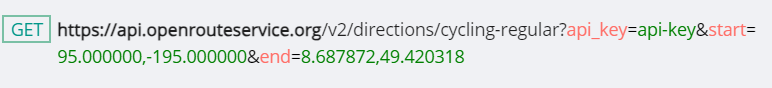 GET https://api.openrouteservice.org/v2/directions/cycling-regular?api_key=api-key&start=
95.000000,-195.000000&end=8.687872,49.420318